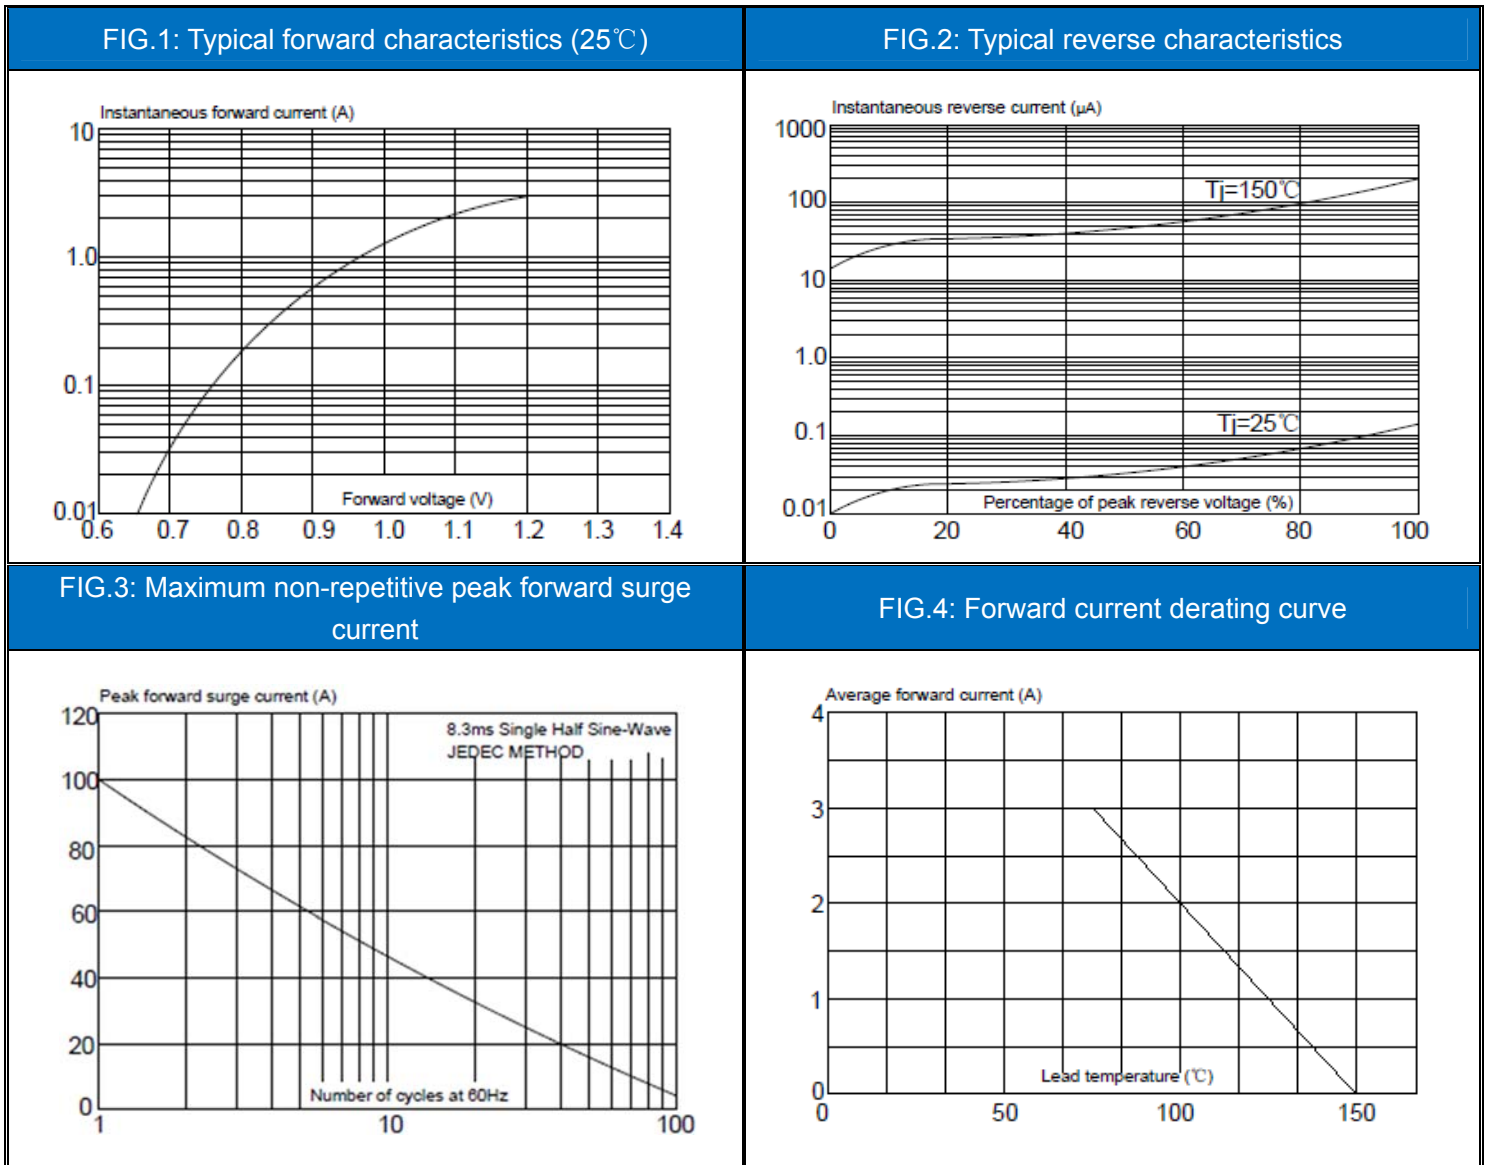 FIG.1: Typical forward characteristics (25℃)
Instantaneous forward current (A)
10
1.0
0.1
0.01
Forward voltage (V)
0.6 0.7 0.8 0.9 1.0 1.1 1.2 1.3 1.4
FIG.2: Typical reverse characteristics
Instantaneous reverse current (μA)
1000
Tj=150℃
100
10
1.0
Tj=25℃
0.1
0.01
Percentage of peak reverse voltage (%)
0 20 40 60 80 100
FIG.3: Maximum non-repetitive peak forward surge
current
Peak forward surge current (A)
120
8.3ms Single Half Sine-Wave
JEDEC METHOD
100
80
60
40
20
Number of cycles at 60Hz
0
1 10 100
FIG.4: Forward current derating curve
Average forward current (A)
4
3
2
1
Lead temperature (℃)
0
0 50 100 150